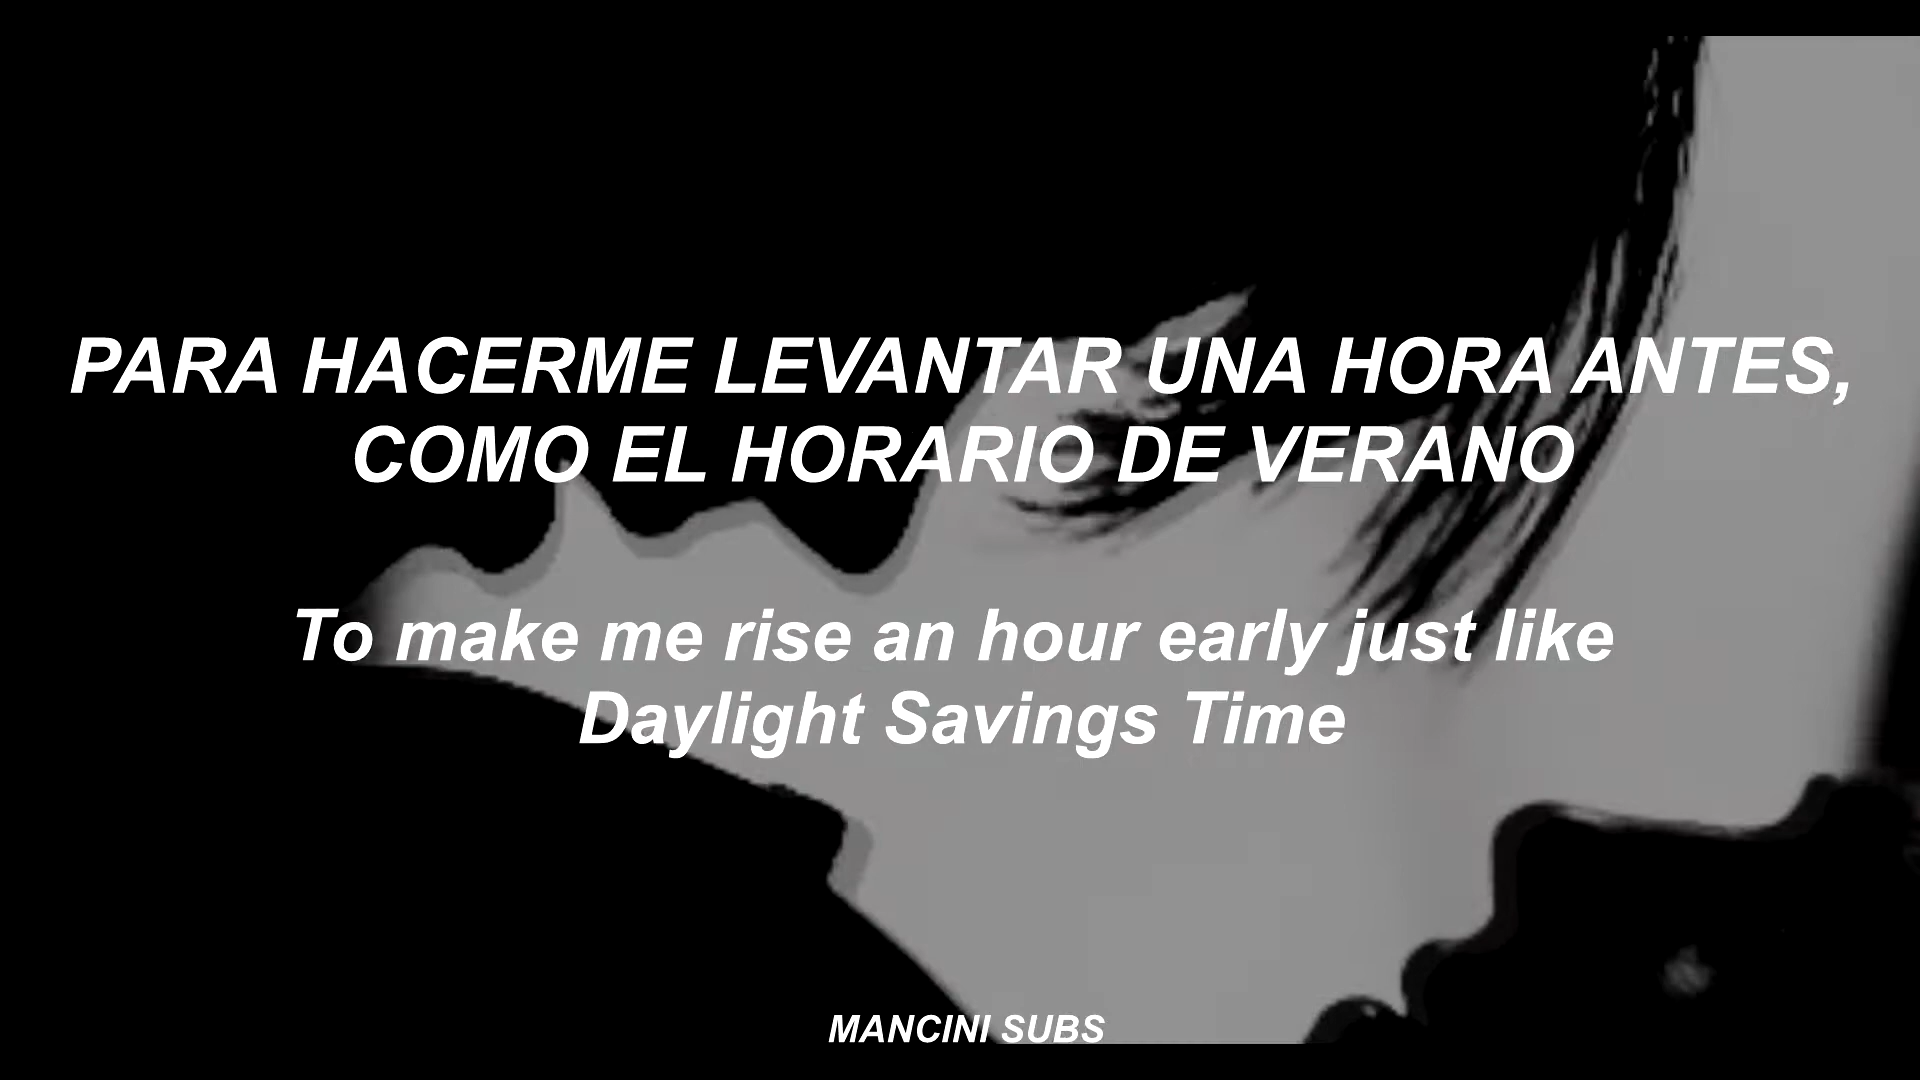 PARA HACERME LEVANTAR UNA HORA ANTES,
COMO EL HORARIO DE VERANO
To make me rise an hour early just like
Daylight Savings Time
MANCINI SUBS